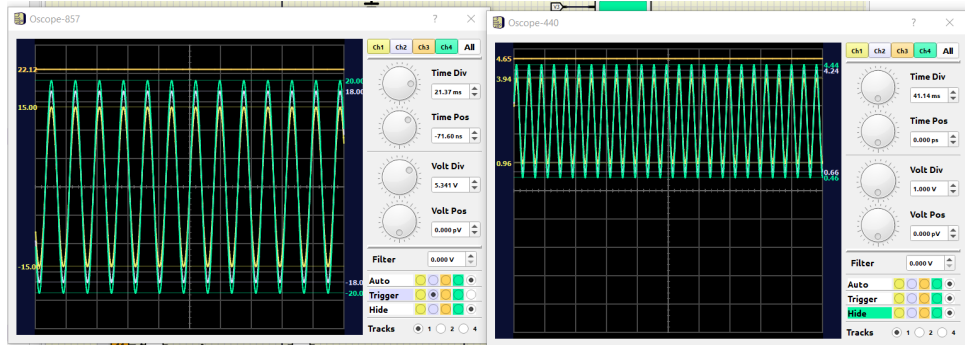 V3
Oscope-857 ? ×
Ch1 Ch2 Ch3 Ch4 All
22.12
20.00
18.00
15.00
-15.00
-18.0
-20.0
Time Div
21.37 ms
Time Pos
-71.60 ns
Volt Div
5.341 V
Volt Pos
0.000 pV
Filter 0.000 V
Auto
Trigger
Hide
Tracks 1 2 4
Oscope-440 ? ×
Ch1 Ch2 Ch3 Ch4 All
4.65
4.44
4.24
3.94
0.96
0.66
0.46
Time Div
41.14 ms
Time Pos
0.000 ps
Volt Div
1.000 V
Volt Pos
0.000 pV
Filter 0.000 V
Auto
Trigger
Hide
Tracks 1 2 4